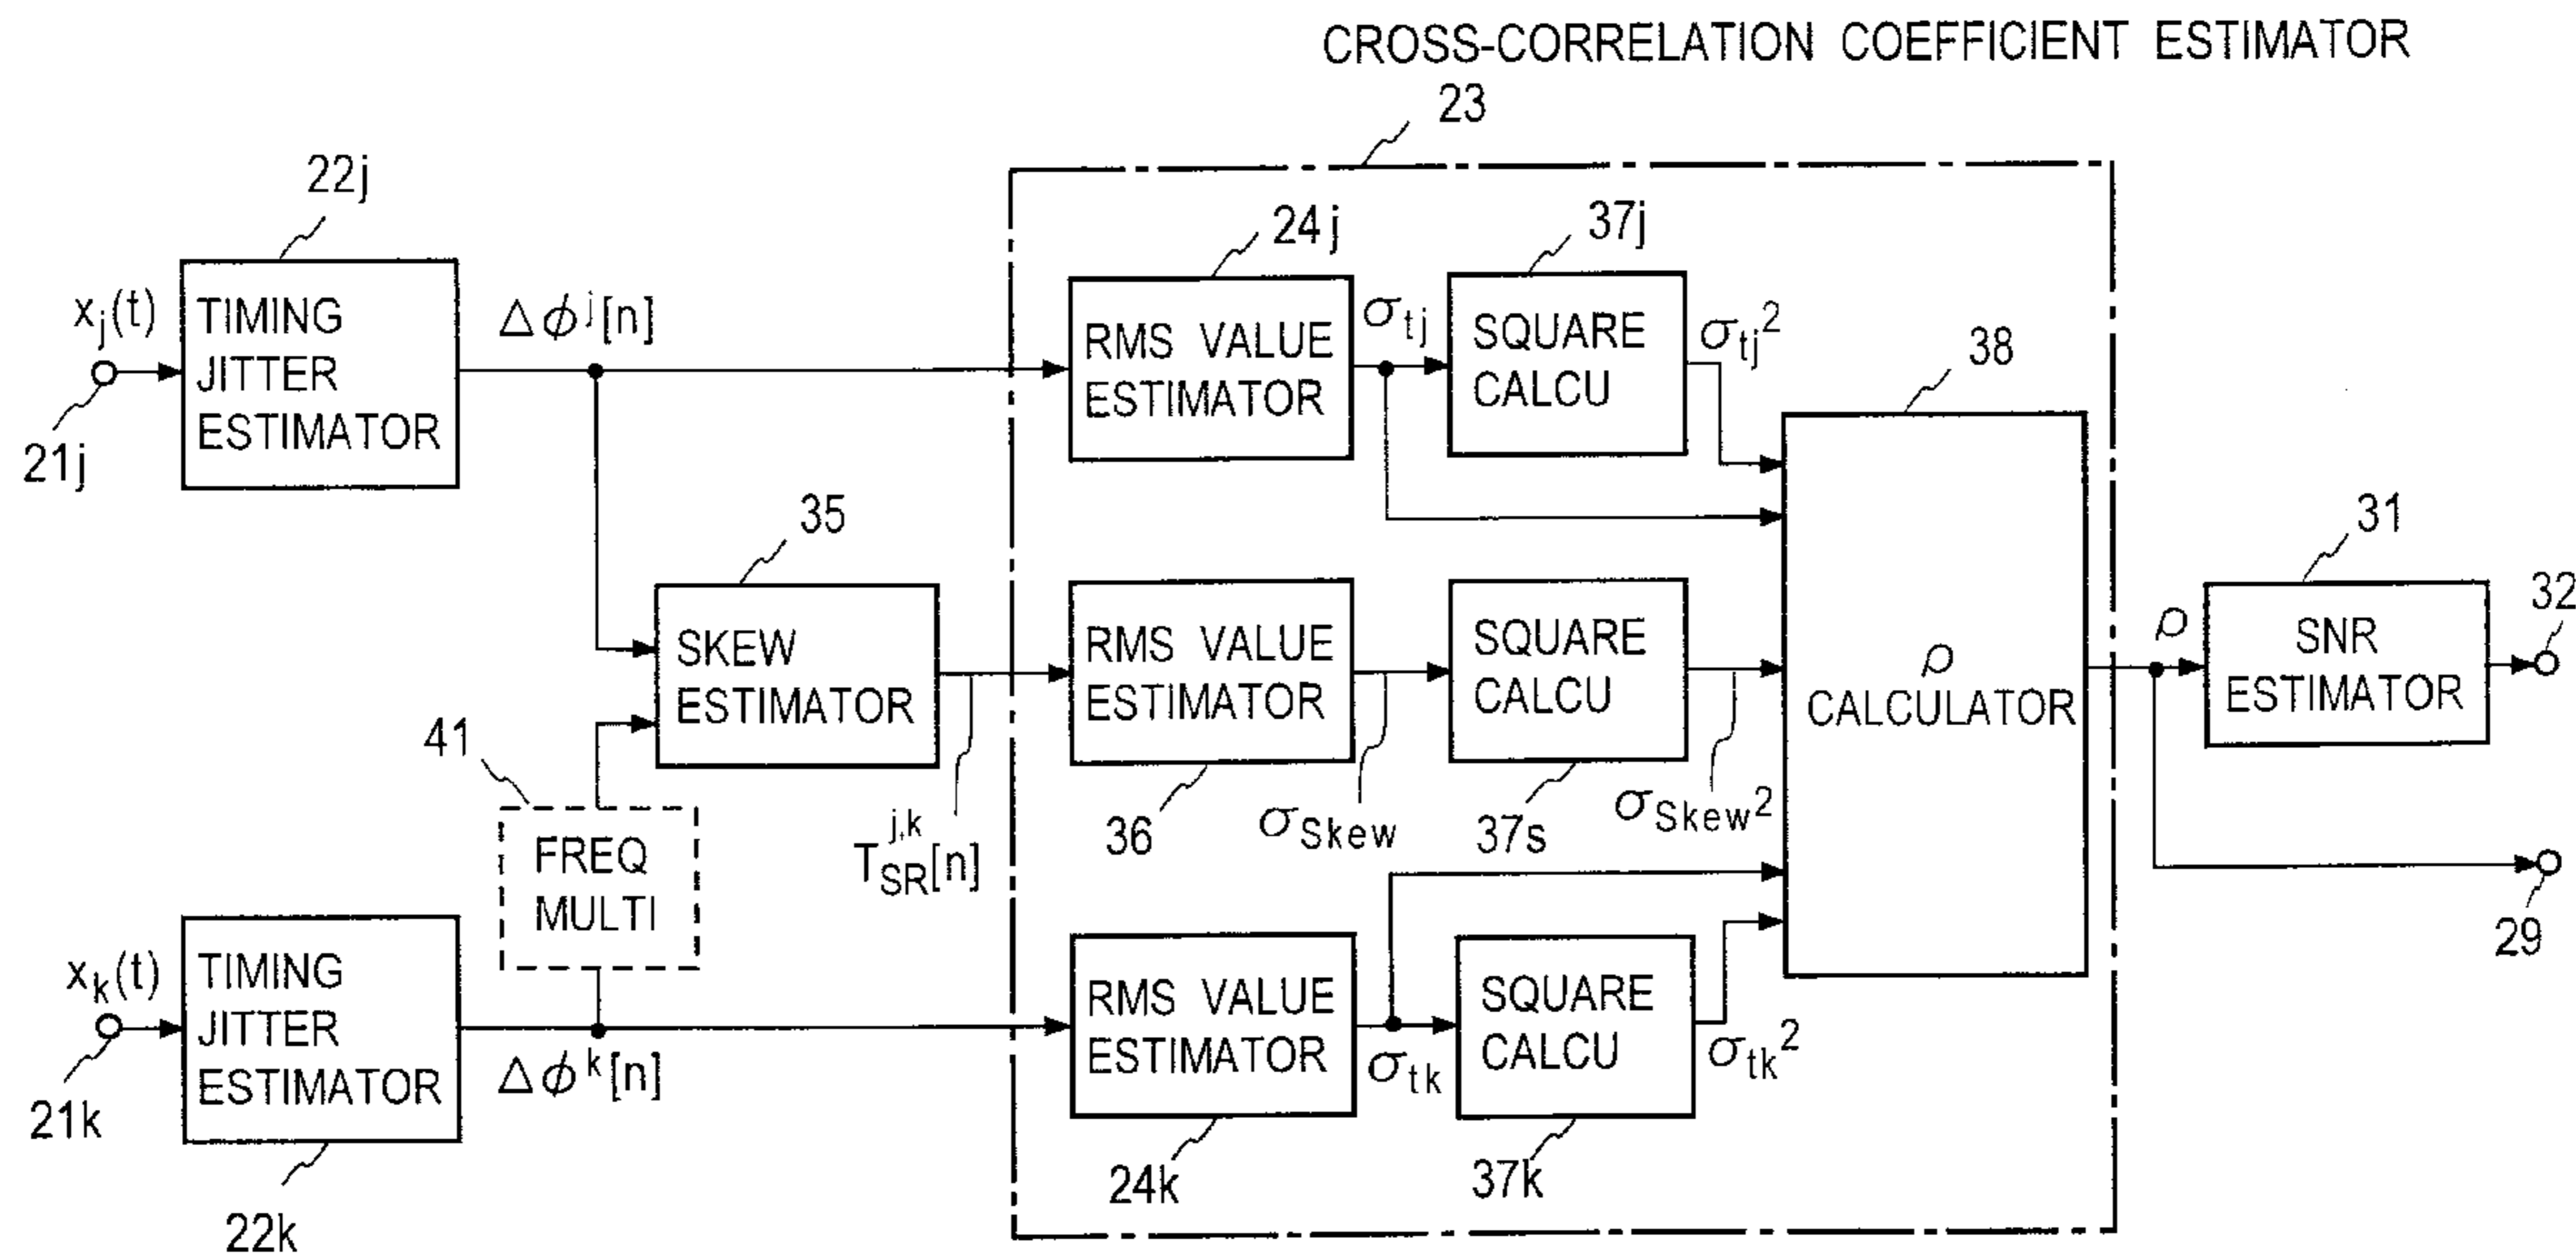 CROSS-CORRELATION COEFFICIENT ESTIMATOR
23
22j
xj(t)
21j
TIMING
JITTER
ESTIMATOR
Δϕj[n]
24j
RMS VALUE
ESTIMATOR
σtj
37j
SQUARE
CALCU
σtj2
38
ρ
CALCULATOR
35
SKEW
ESTIMATOR
TSRj,k[n]
RMS VALUE
ESTIMATOR
36
σSkew
SQUARE
CALCU
37s
σSkew2
ρ
31
SNR
ESTIMATOR
32
29
41
FREQ
MULTI
xk(t)
21k
TIMING
JITTER
ESTIMATOR
22k
Δϕk[n]
RMS VALUE
ESTIMATOR
24k
σtk
SQUARE
CALCU
37k
σtk2